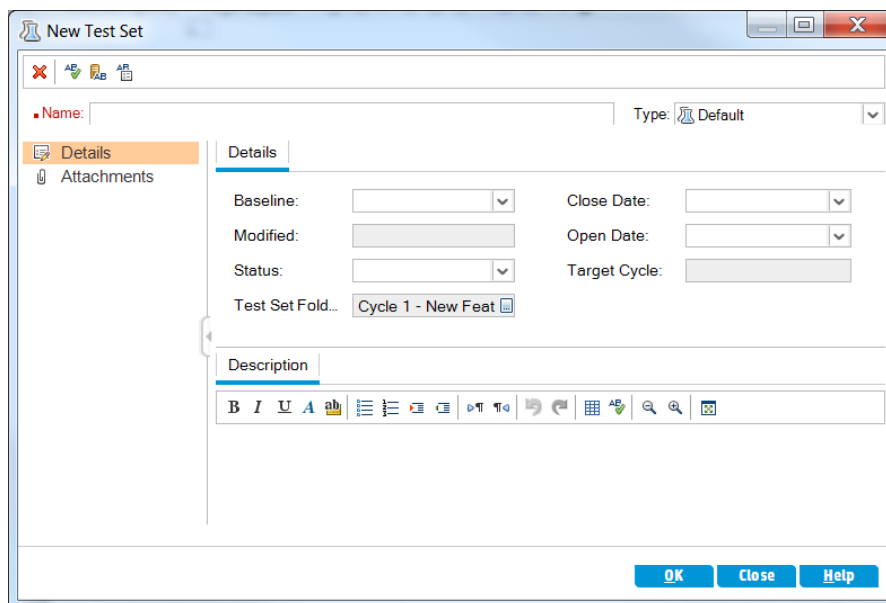 New Test Set
Name:
Type: Default
Details
Attachments
Details
Baseline:
Close Date:
Modified:
Open Date:
Status:
Target Cycle:
Test Set Fold...
Cycle 1 - New Feat
Description
B I U A ab
OK Close Help